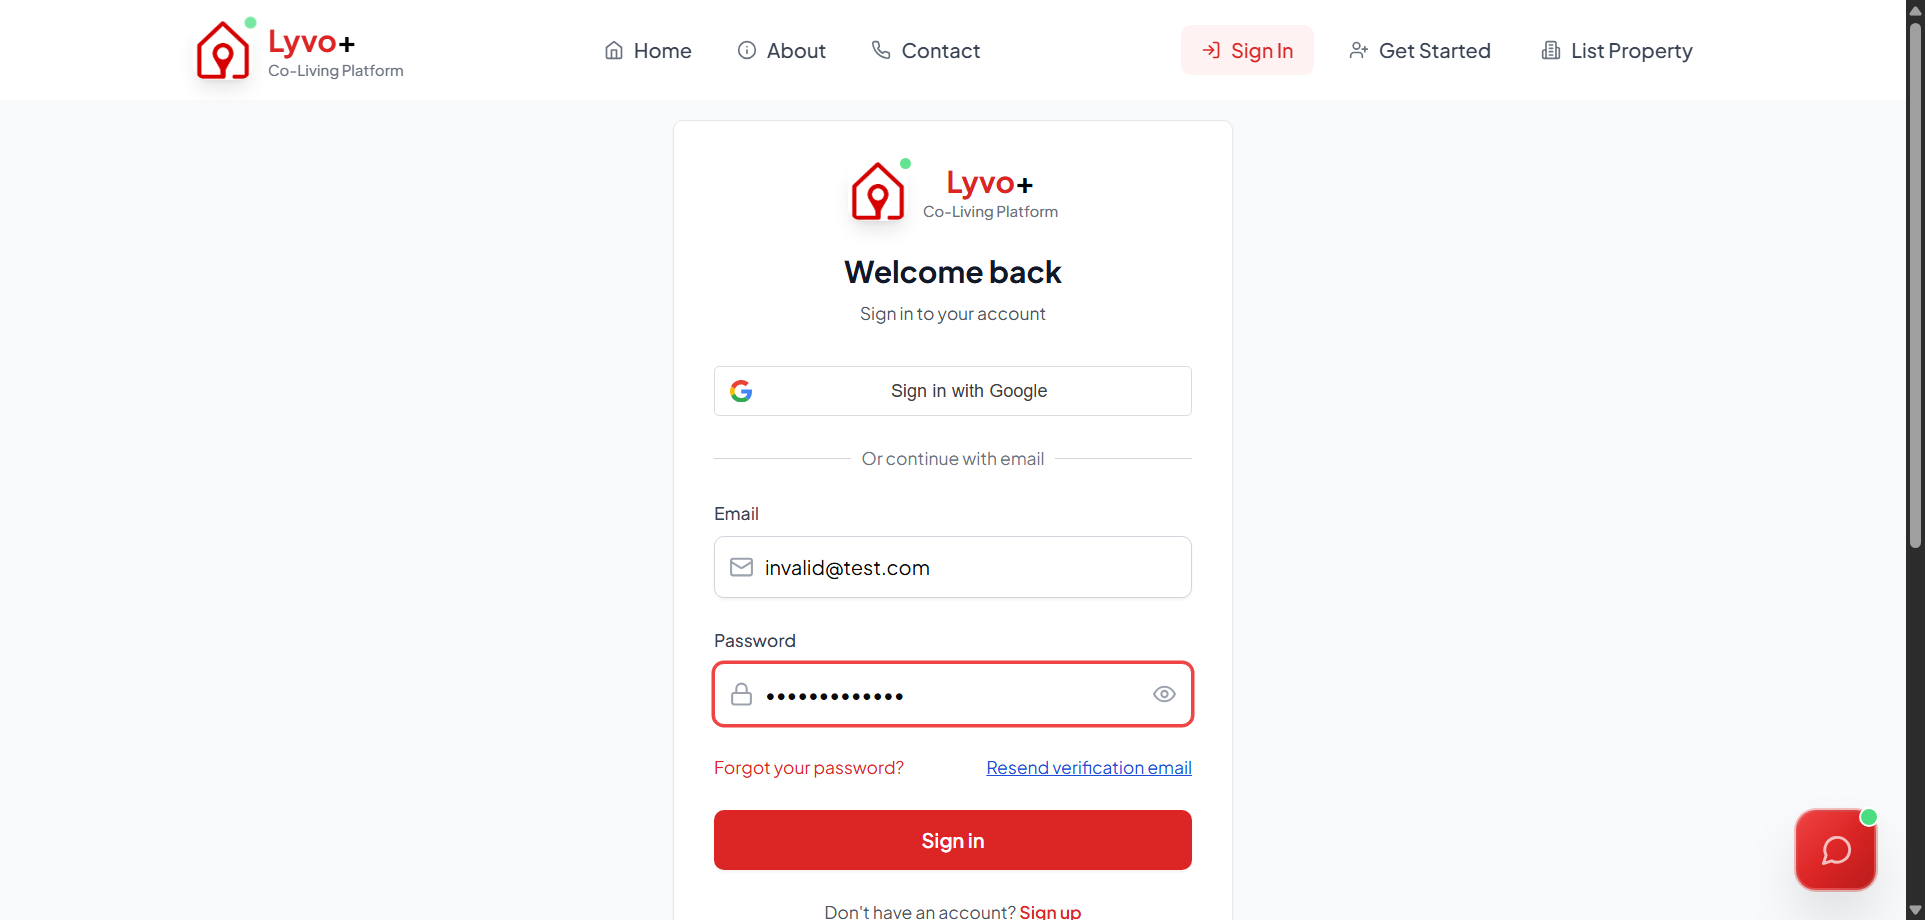 Lyvo+
Co-Living Platform
Home
About
Contact
Sign In
Get Started
List Property
Lyvo+
Co-Living Platform
Welcome back
Sign in to your account
Sign in with Google
Or continue with email
Email
invalid@test.com
Password
•••••••••••••
Forgot your password? Resend verification email
Sign in
Don't have an account? Sign up